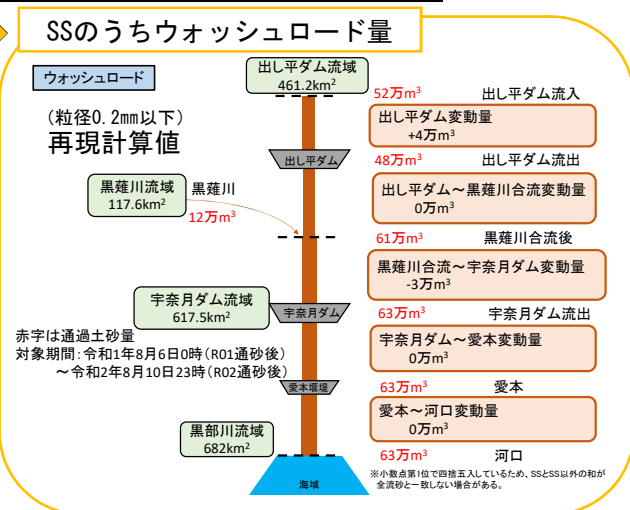 SSのうちウォッシュロード量
ウォッシュロード
(粒径0.2㎜以下)
再現計算値
出し平ダム流域
461.2km²
52万m³
出し平ダム流入
出し平ダム変動量
+4万m³
出し平ダム
48万m³
出し平ダム流出
黒薙川流域
117.6km²
黒薙川
12万m³
出し平ダム～黒薙川合流変動量
0万m³
61万m³
黒薙川合流後
黒薙川合流～宇奈月ダム変動量
-3万m³
宇奈月ダム流域
617.5km²
宇奈月ダム
63万m³
宇奈月ダム流出
赤字は通過土砂量
対象期間:令和1年8月6日0時(R01通砂後)
～令和2年8月10日23時(R02通砂後)
宇奈月ダム～愛本変動量
0万m³
愛本堰堤
63万m³
愛本
愛本～河口変動量
0万m³
黒部川流域
682km²
63万m³
河口
海域
※小数点第1位で四捨五入しているため、SSとSS以外の和が
全流砂と一致しない場合がある。